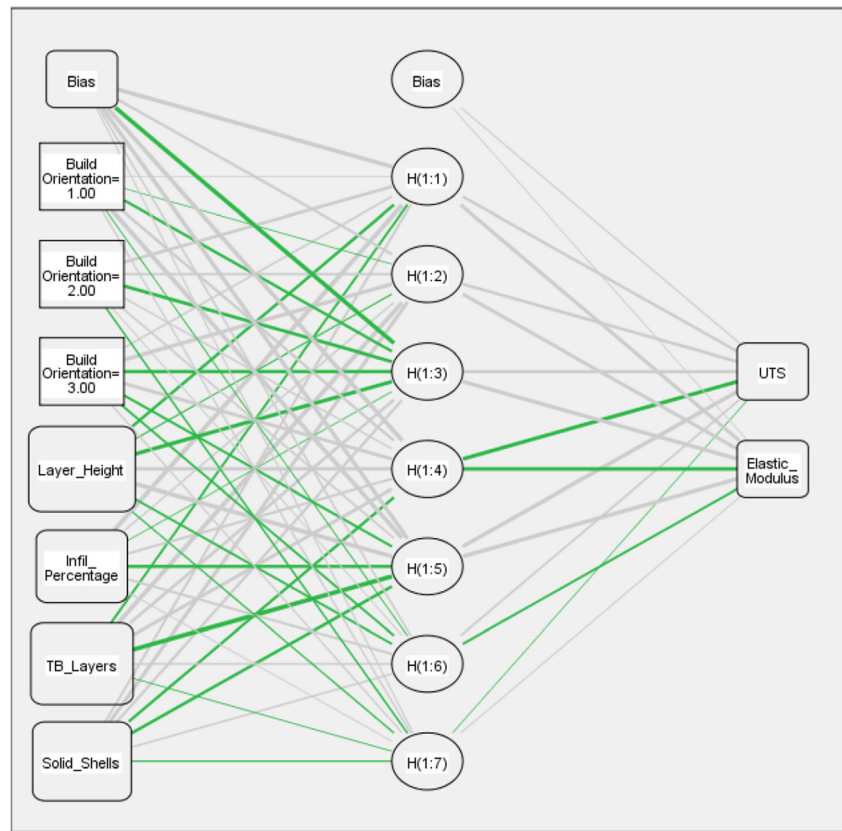 Bias
Build
Orientation=
1.00
Build
Orientation=
2.00
Build
Orientation=
3.00
Layer_Height
Infil_
Percentage
TB_Layers
Solid_Shells
Bias
H(1:1)
H(1:2)
H(1:3)
H(1:4)
H(1:5)
H(1:6)
H(1:7)
UTS
Elastic_
Modulus